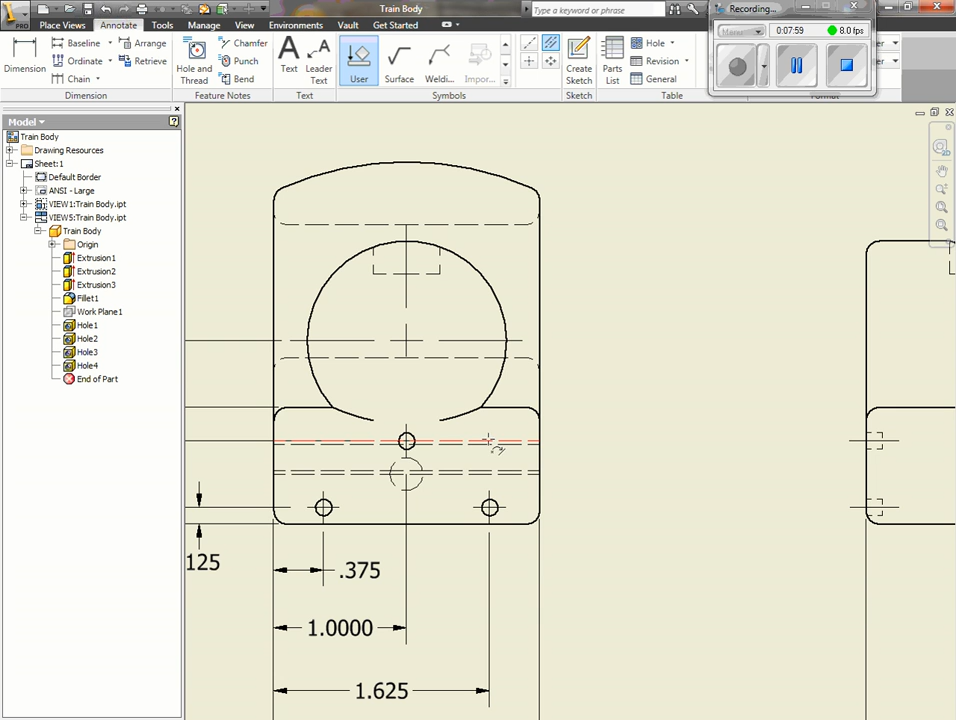 Train Body
Type a keyword or phrase
Recording...
PRO
Place Views Annotate Tools Manage View Environments Vault Get Started
0:07:59 8.0 fps
Dimension
Baseline
Ordinate
Chain
Arrange
Retrieve
Hole and Thread
Chamfer
Punch
Bend
Text
Leader Text
User
Surface
Weldi...
Impor...
Create Sketch
Parts List
Hole
Revision
General
Dimension Feature Notes Text Symbols Sketch Table Format
Model
Train Body
Drawing Resources
Sheet:1
Default Border
ANSI - Large
VIEW1:Train Body.ipt
VIEW5:Train Body.ipt
Train Body
Origin
Extrusion1
Extrusion2
Extrusion3
Fillet1
Work Plane1
Hole1
Hole2
Hole3
Hole4
End of Part
125
.375
1.0000
1.625